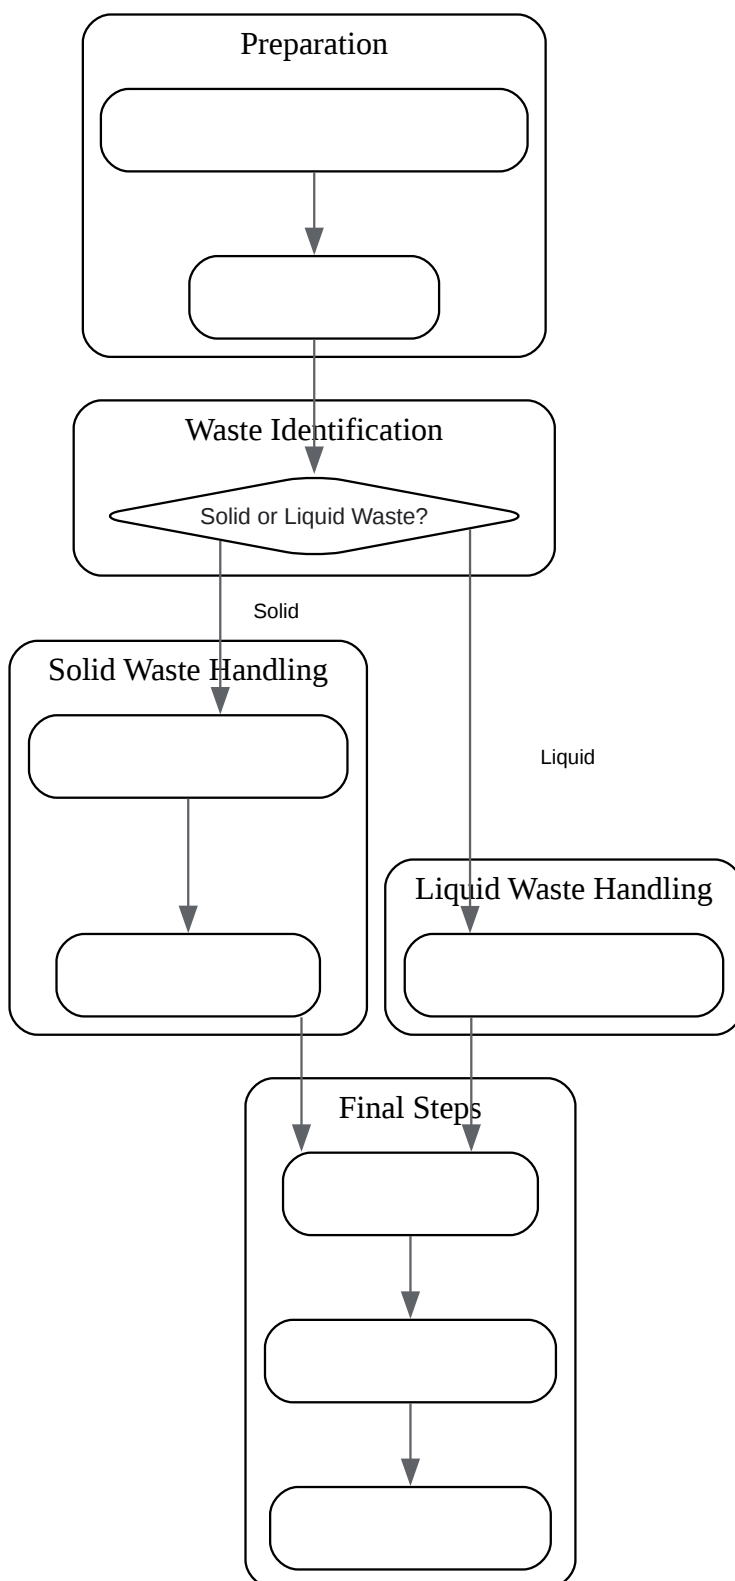 Preparation
Waste Identification
Solid or Liquid Waste?
Solid
Solid Waste Handling
Liquid
Liquid Waste Handling
Final Steps